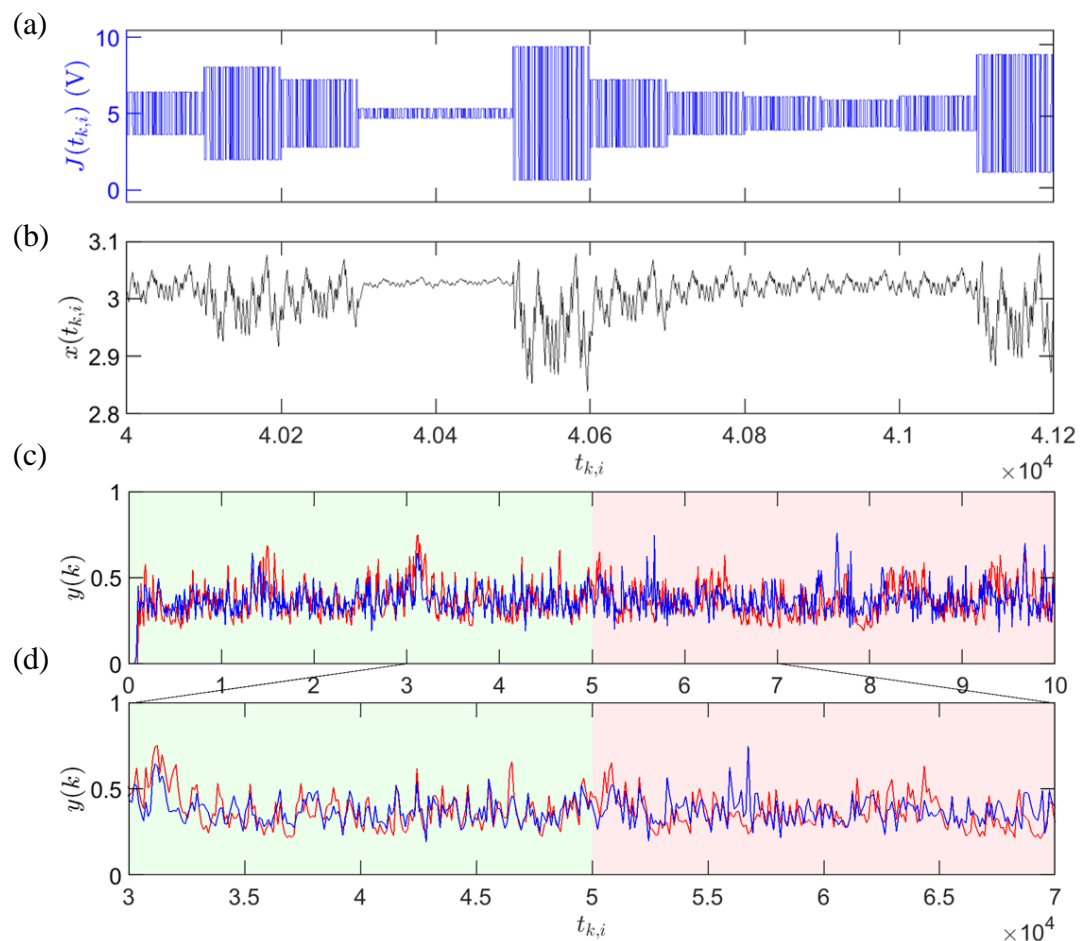 (a)
10
5
0
J(t_{k,i}) (V)
(b)
3.1
3
2.9
2.8
x(t_{k,i})
4 4.02 4.04 4.06 4.08 4.1 4.12
t_{k,i}
×10^4
(c)
1
0.5
0
y(k)
0 1 2 3 4 5 6 7 8 9 10
(d)
1
0.5
0
y(k)
3 3.5 4 4.5 5 5.5 6 6.5 7
t_{k,i}
×10^4